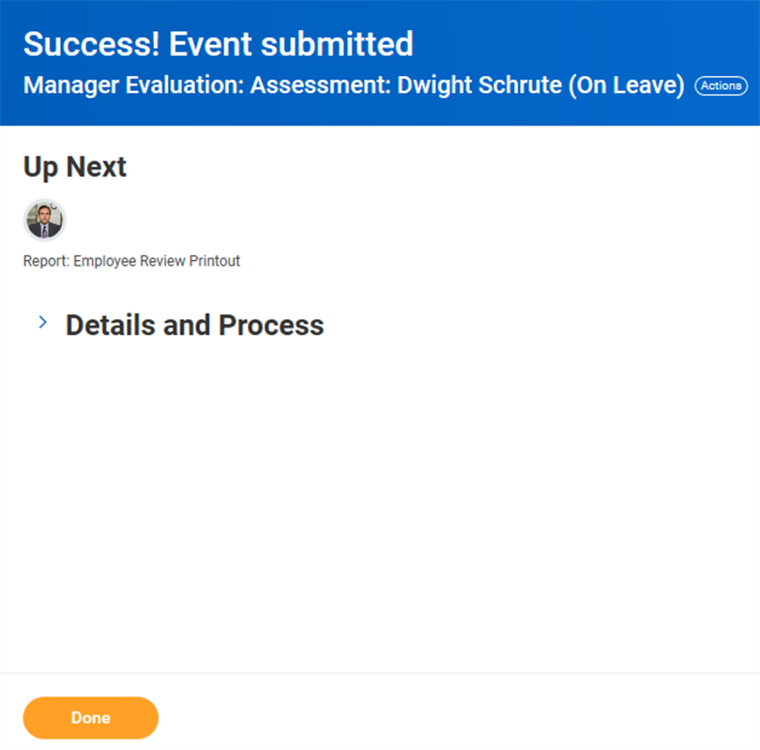 Success! Event submitted
Manager Evaluation: Assessment: Dwight Schrute (On Leave) Actions
Up Next
Report: Employee Review Printout
Details and Process
Done